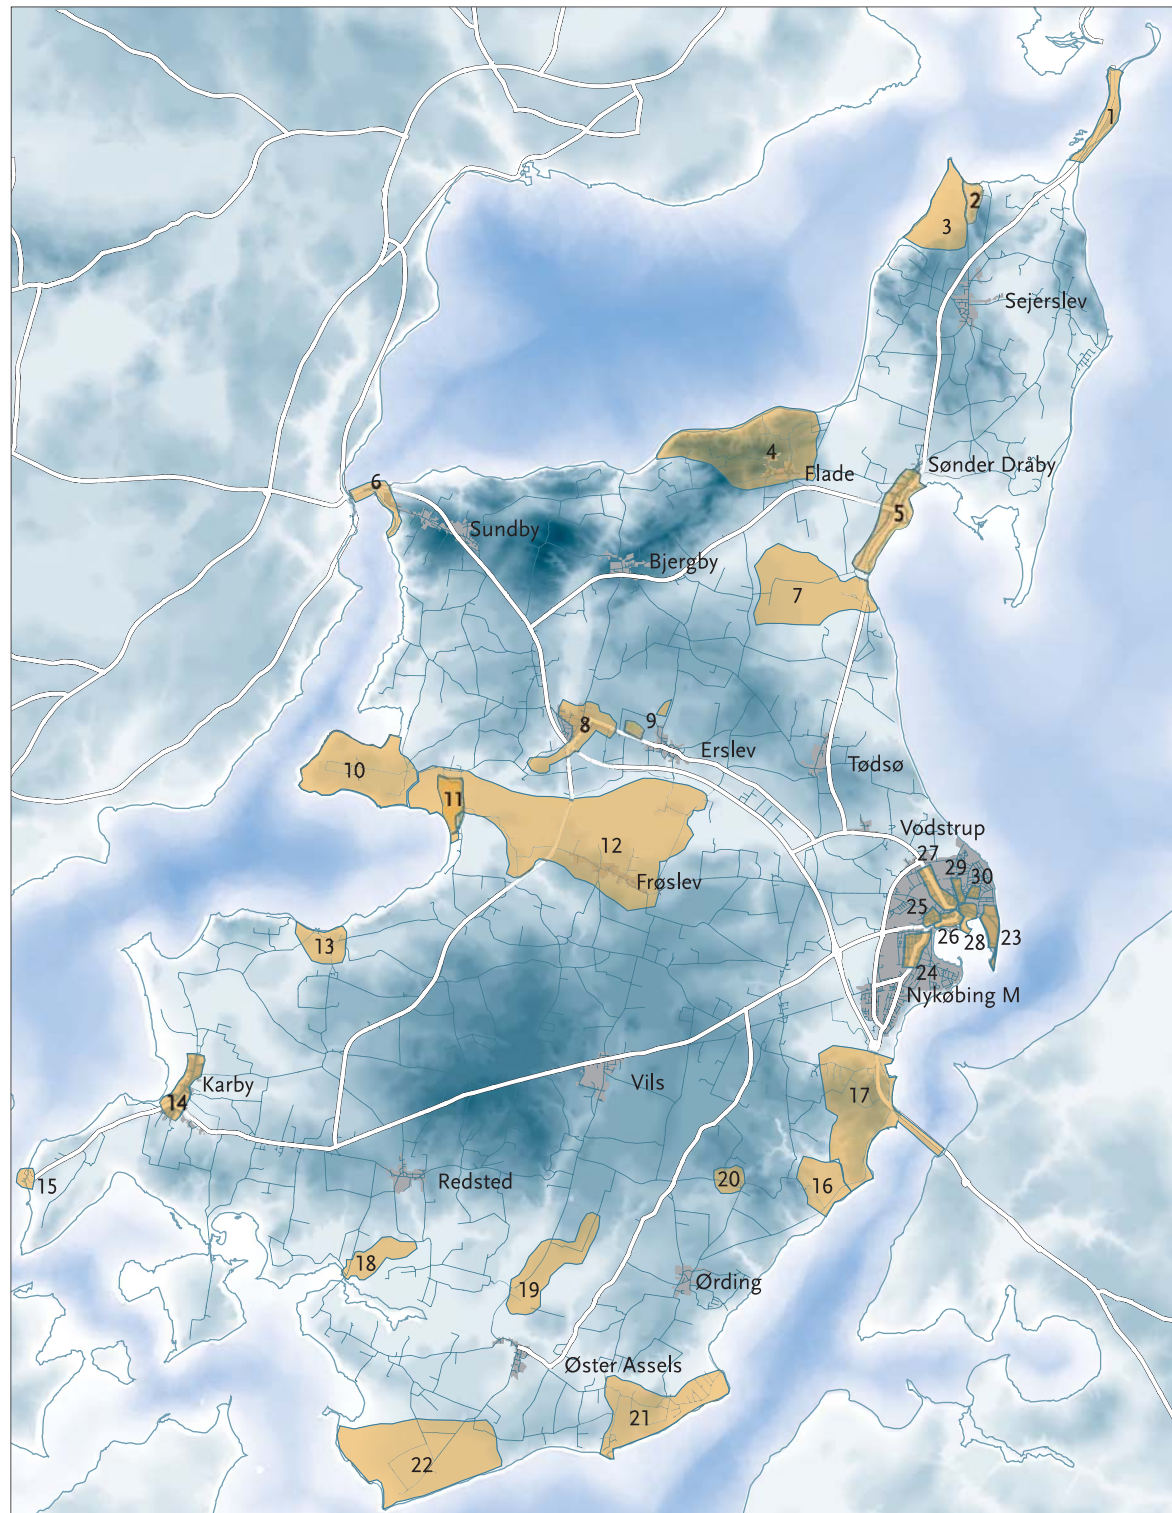 1
2
3
Sejerslev
4
Flade
Sønder Dråby
6
5
Sundby
Bjergby
7
8
9
Erslev
Tødsø
10
11
12
Frøslev
Vodstrup
27
29
30
25
26
28
23
24
Nykøbing M
13
Karby
14
Vils
17
15
Redsted
20
16
18
19
Ørding
Øster Assels
21
22